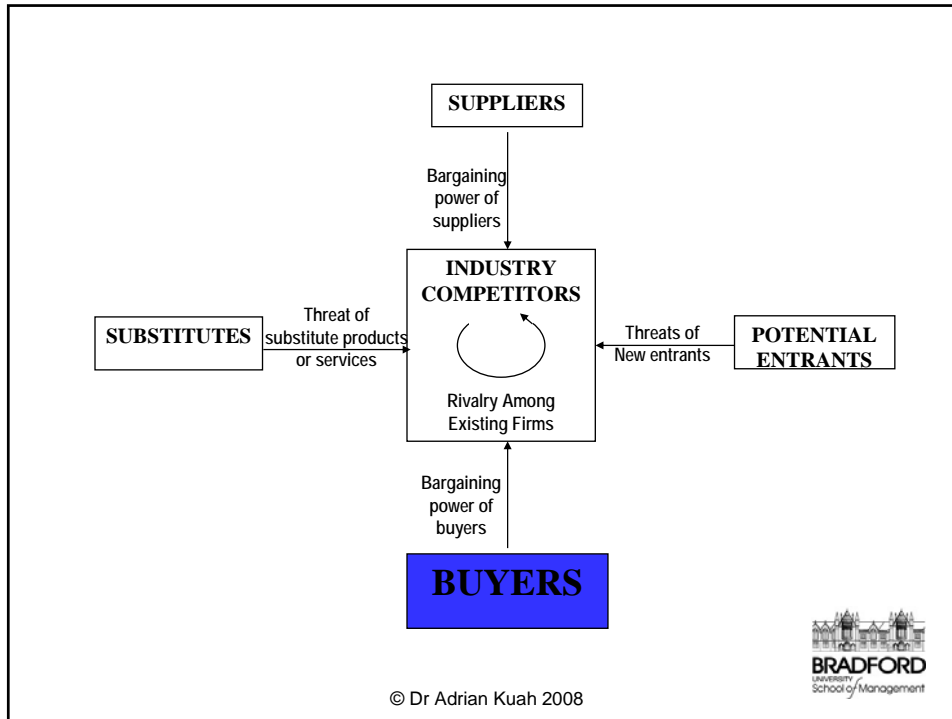 SUPPLIERS
Bargaining
power of
suppliers
INDUSTRY
COMPETITORS
Rivalry Among
Existing Firms
SUBSTITUTES
Threat of
substitute products
or services
Threats of
New entrants
POTENTIAL
ENTRANTS
Bargaining
power of
buyers
BUYERS
BRADFORD
UNIVERSITY
School of Management
© Dr Adrian Kuah 2008